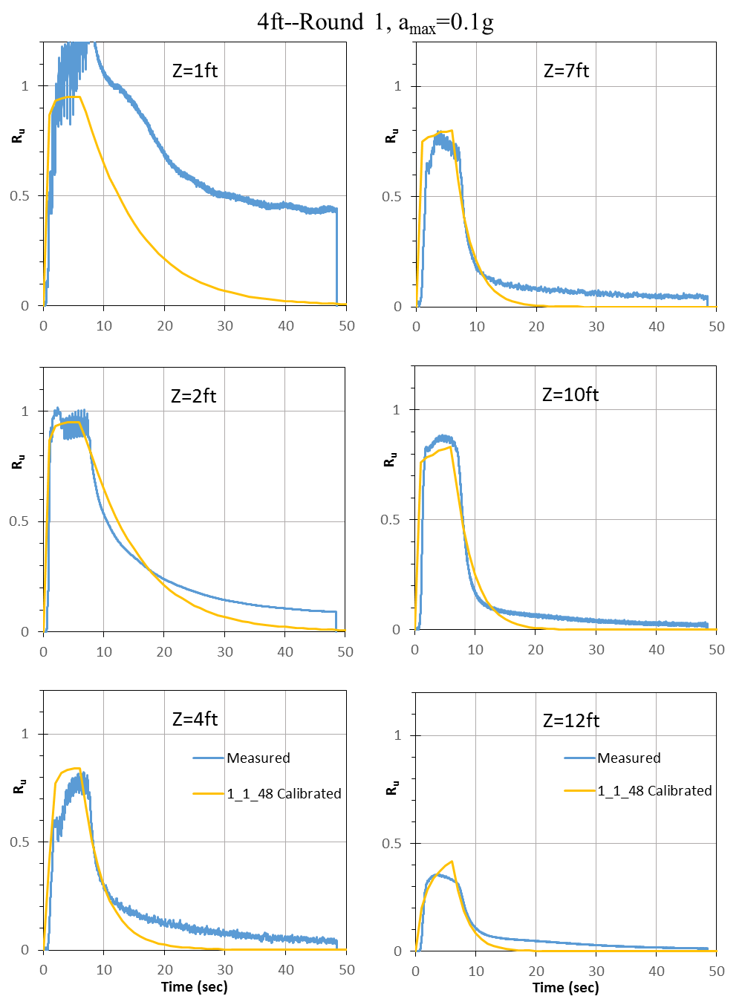 4ft--Round 1, amax=0.1g
Z=1ft
1
0.5
0
Ru
0 10 20 30 40 50
Z=7ft
1
0.5
0
Ru
0 10 20 30 40 50
Z=2ft
1
0.5
0
Ru
0 10 20 30 40 50
Z=10ft
1
0.5
0
Ru
0 10 20 30 40 50
Z=4ft
1
0.5
0
Ru
Measured
1_1_48 Calibrated
0 10 20 30 40 50
Time (sec)
Z=12ft
1
0.5
0
Ru
Measured
1_1_48 Calibrated
0 10 20 30 40 50
Time (sec)